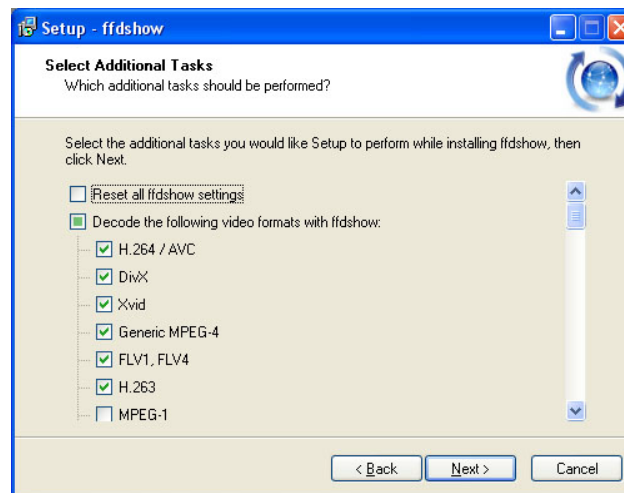 Setup - ffdshow
Select Additional Tasks
Which additional tasks should be performed?
Select the additional tasks you would like Setup to perform while installing ffdshow, then
click Next.
Reset all ffdshow settings
Decode the following video formats with ffdshow:
H.264 / AVC
DivX
Xvid
Generic MPEG-4
FLV1, FLV4
H.263
MPEG-1
< Back
Next >
Cancel